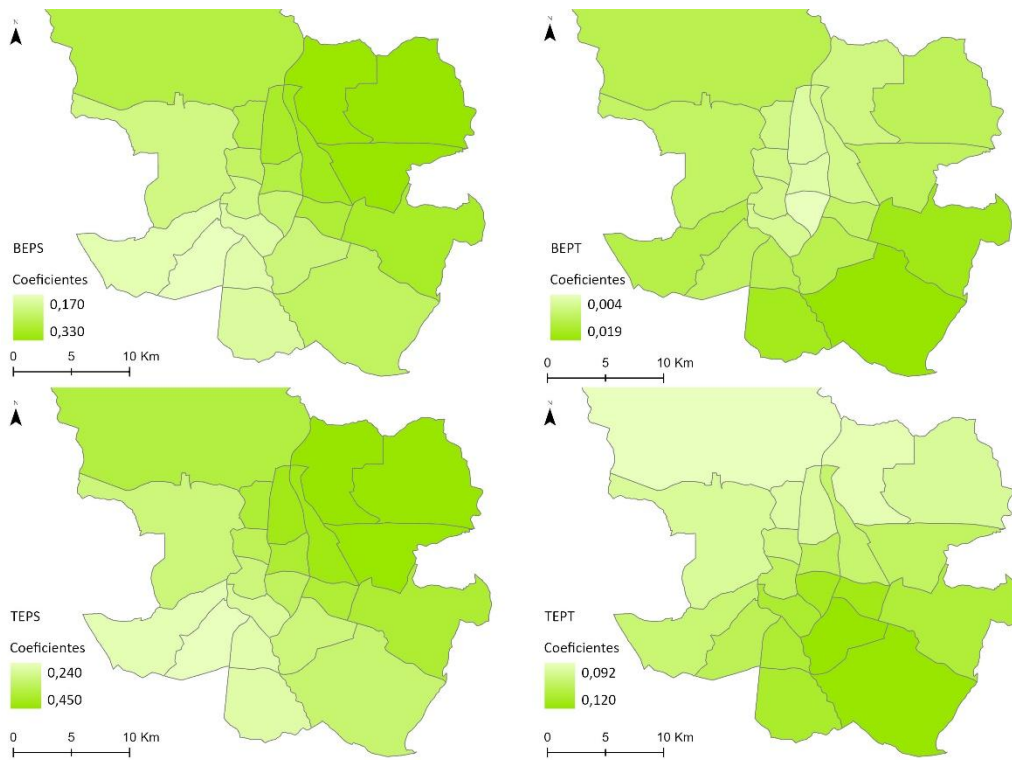 N
BEPS
Coeficientes
0,170
0,330
0 5 10 Km
N
BEPT
Coeficientes
0,004
0,019
0 5 10 Km
N
TEPS
Coeficientes
0,240
0,450
0 5 10 Km
N
TEPT
Coeficientes
0,092
0,120
0 5 10 Km